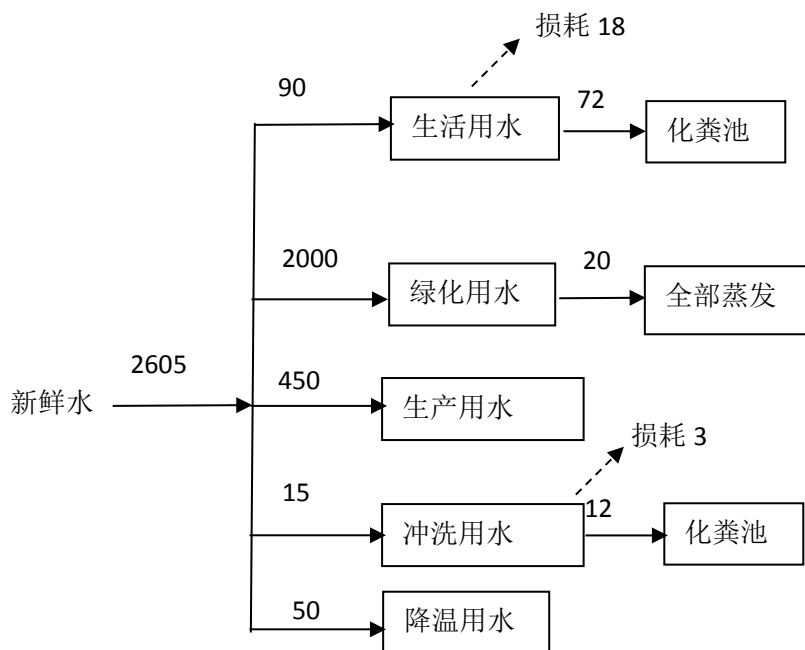 损耗 18
90
生活用水
72
化粪池
2000
绿化用水
20
全部蒸发
2605
新鲜水
450
生产用水
损耗 3
15
冲洗用水
12
化粪池
50
降温用水